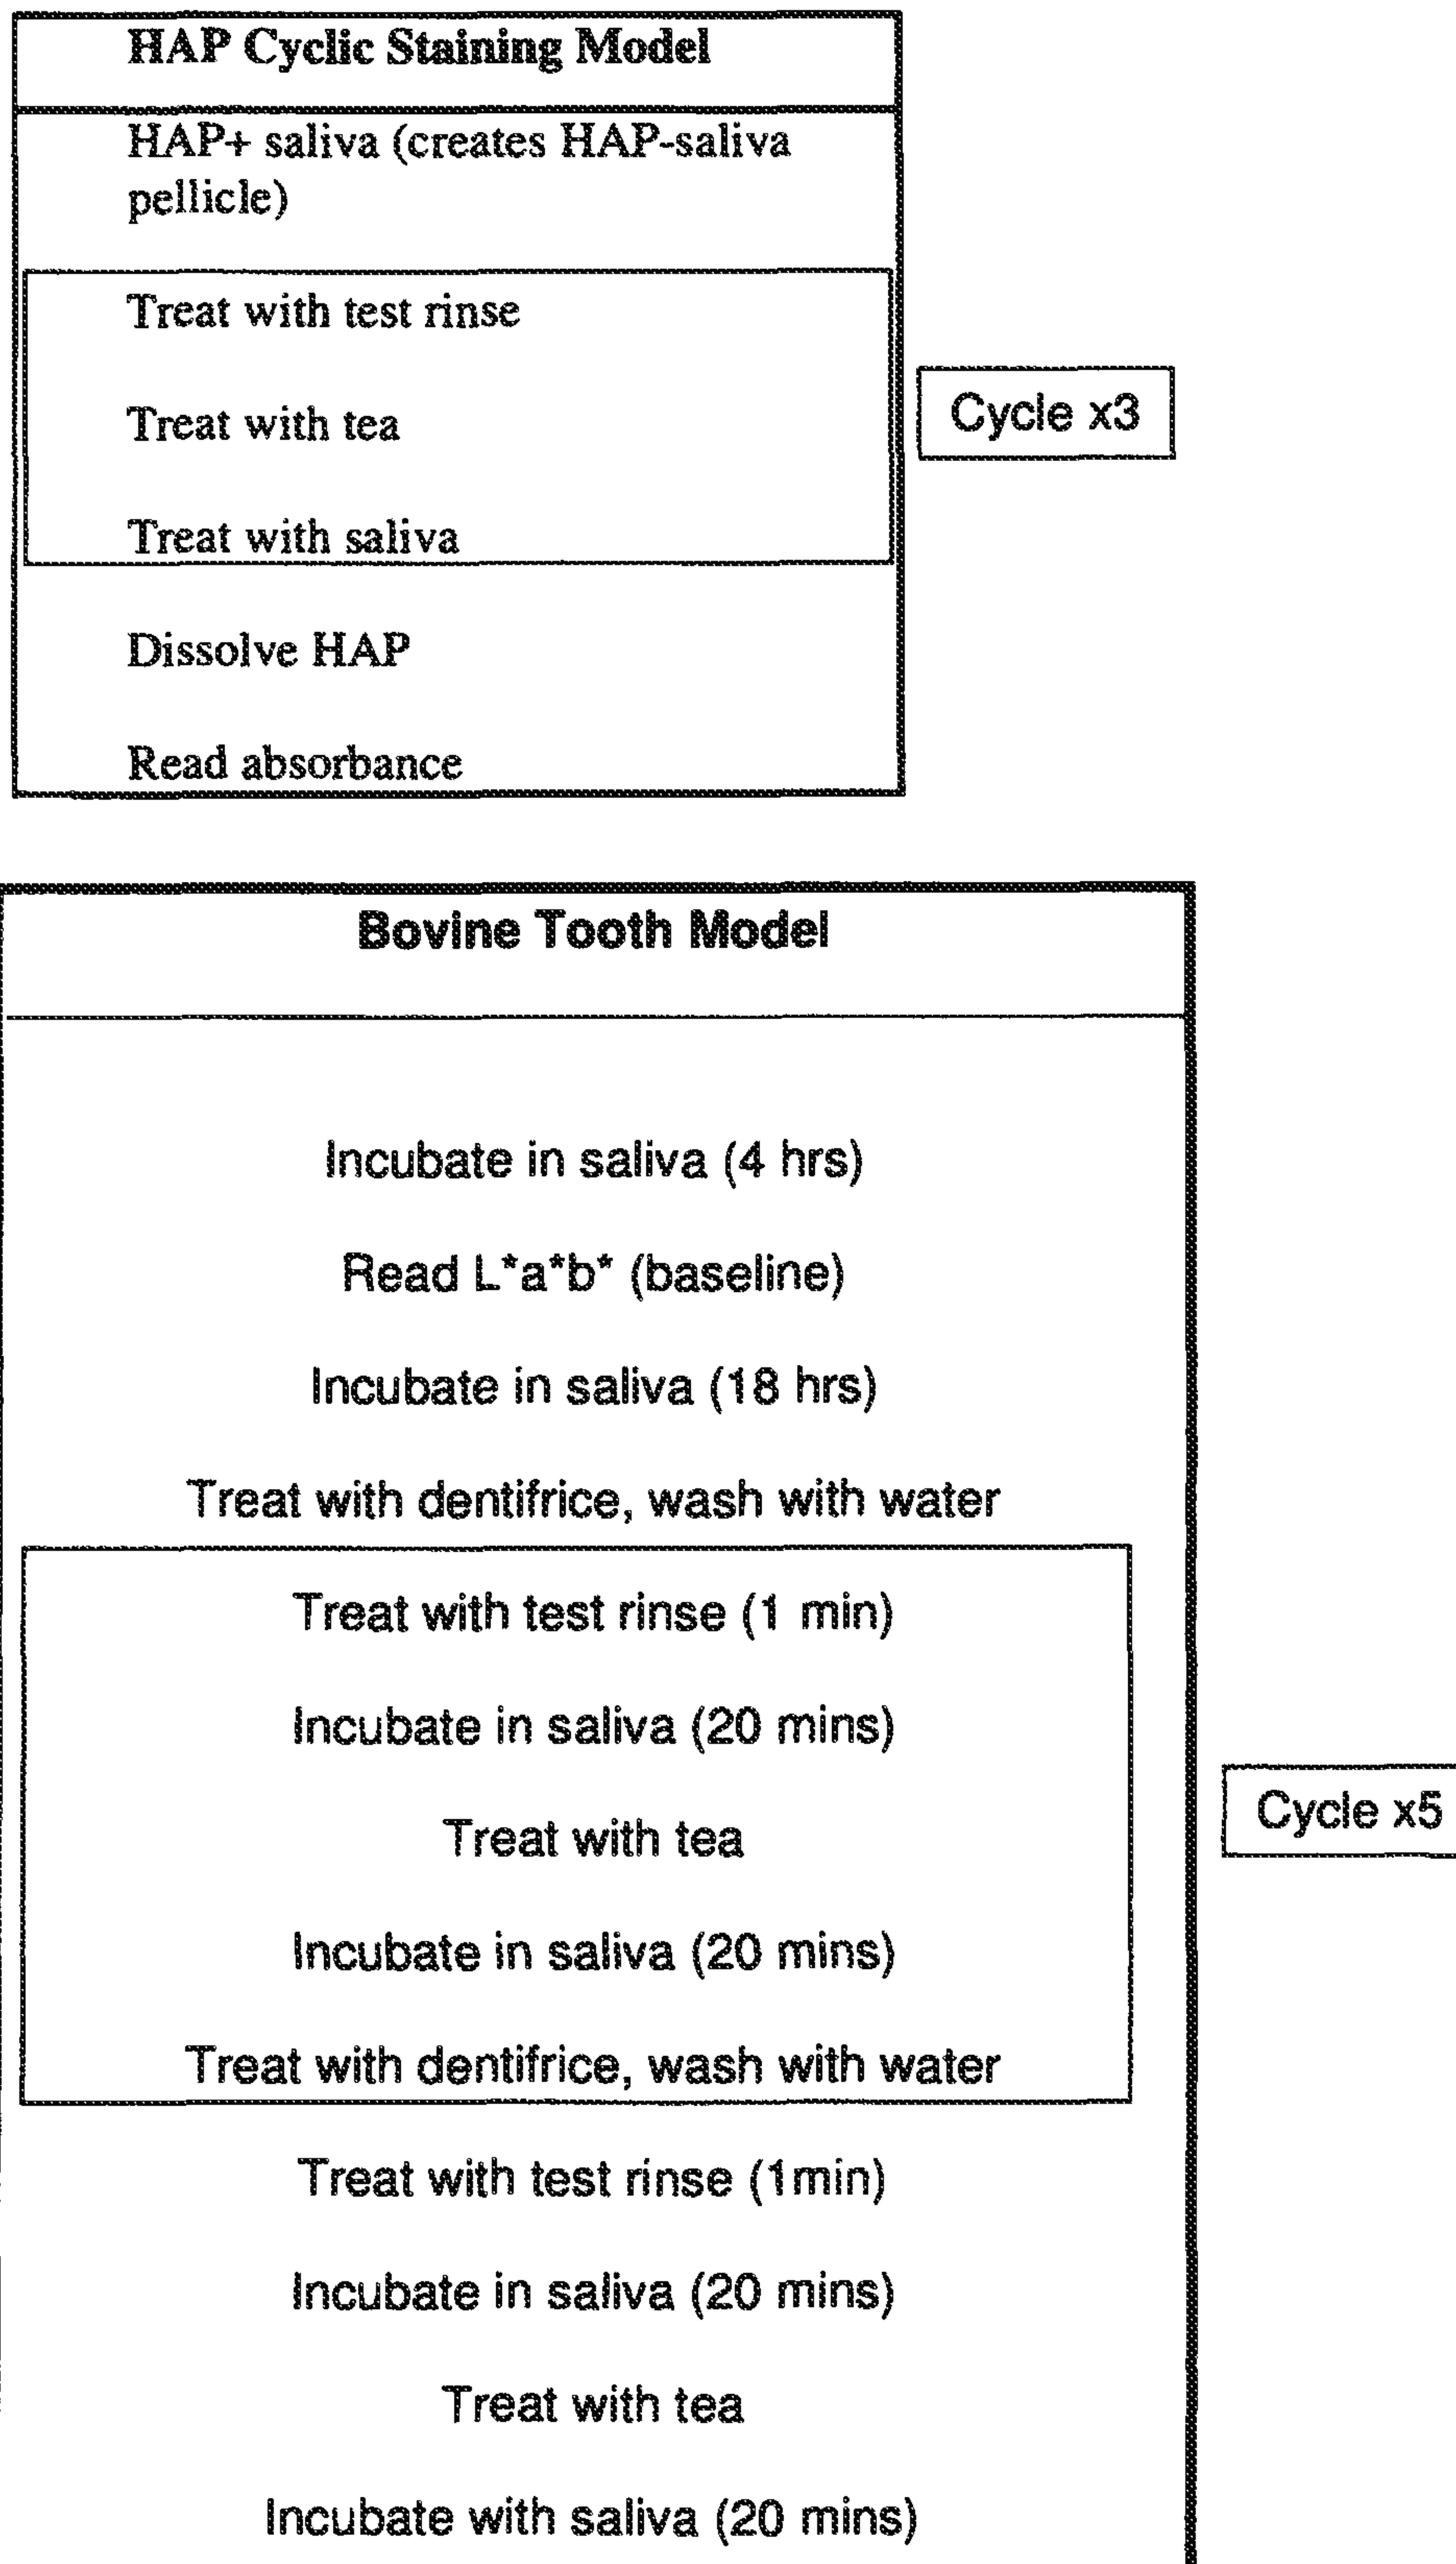 HAP Cyclic Staining Model
HAP+ saliva (creates HAP-saliva
pellicle)
Treat with test rinse
Cycle x3
Treat with tea
Treat with saliva
Dissolve HAP
Read absorbance
Bovine Tooth Model
Incubate in saliva (4 hrs)
Read L*a*b* (baseline)
Incubate in saliva (18 hrs)
Treat with dentifrice, wash with water
Treat with test rinse (1 min)
Incubate in saliva (20 mins)
Cycle x5
Treat with tea
Incubate in saliva (20 mins)
Treat with dentifrice, wash with water
Treat with test rinse (1min)
Incubate in saliva (20 mins)
Treat with tea
Incubate with saliva (20 mins)